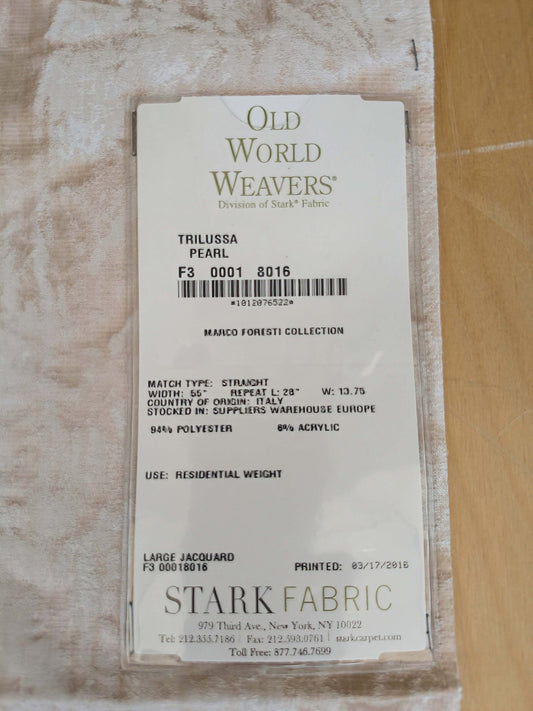 OLD
WORLD
WEAVERS®
Division of Stark® Fabric
TRILUSSA
PEARL
F3 0001 8016
*1012076522*
MARCO FORESTI COLLECTION
MATCH TYPE: STRAIGHT
WIDTH: 55" REPEAT L: 28" W: 13.75
COUNTRY OF ORIGIN: ITALY
STOCKED IN: SUPPLIERS WAREHOUSE EUROPE
94% POLYESTER 6% ACRYLIC
USE: RESIDENTIAL WEIGHT
LARGE JACQUARD
F3 00018016 PRINTED: 03/17/2016
STARK FABRIC
979 Third Ave., New York, NY 10022
Tel: 212.355.7186 | Fax: 212.593.0761 | starkcarpet.com
Toll Free: 877.746.7699